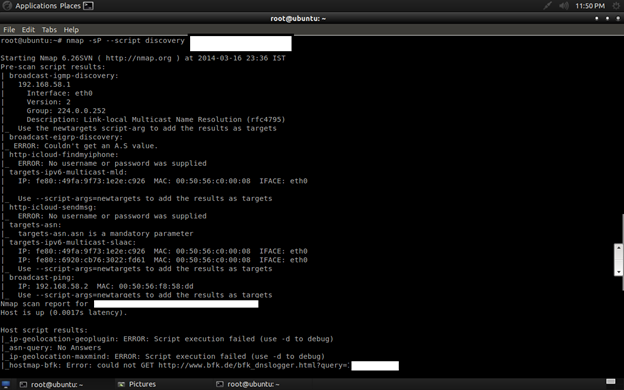 Applications Places
11:50 PM
root@ubuntu: ~
File Edit Tabs Help
root@ubuntu:~# nmap -sP --script discovery
Starting Nmap 6.26SVN ( http://nmap.org ) at 2014-03-16 23:36 IST
Pre-scan script results:
| broadcast-igmp-discovery:
|   192.168.58.1
|     Interface: eth0
|     Version: 2
|     Group: 224.0.0.252
|     Description: Link-local Multicast Name Resolution (rfc4795)
|_  Use the newtargets script-arg to add the results as targets
| broadcast-eigrp-discovery:
|_ ERROR: Couldn't get an A.S value.
| http-icloud-findmyiphone:
|_  ERROR: No username or password was supplied
| targets-ipv6-multicast-mld:
|   IP: fe80::49fa:9f73:1e2e:c926  MAC: 00:50:56:c0:00:08  IFACE: eth0
|
|_  Use --script-args=newtargets to add the results as targets
| http-icloud-sendmsg:
|_  ERROR: No username or password was supplied
| targets-asn:
|_  targets-asn.asn is a mandatory parameter
| targets-ipv6-multicast-slaac:
|   IP: fe80::49fa:9f73:1e2e:c926  MAC: 00:50:56:c0:00:08  IFACE: eth0
|   IP: fe80::6920:cb76:3022:fd61  MAC: 00:50:56:c0:00:08  IFACE: eth0
|_  Use --script-args=newtargets to add the results as targets
| broadcast-ping:
|   IP: 192.168.58.2  MAC: 00:50:56:f8:58:dd
|_  Use --script-args=newtargets to add the results as targets
Nmap scan report for
Host is up (0.0017s latency).
Host script results:
|_ip-geolocation-geoplugin: ERROR: Script execution failed (use -d to debug)
|_asn-query: No Answers
|_ip-geolocation-maxmind: ERROR: Script execution failed (use -d to debug)
|_hostmap-bfk: Error: could not GET http://www.bfk.de/bfk_dnslogger.html?query=
root@ubuntu: ~
Pictures
root@ubuntu: ~